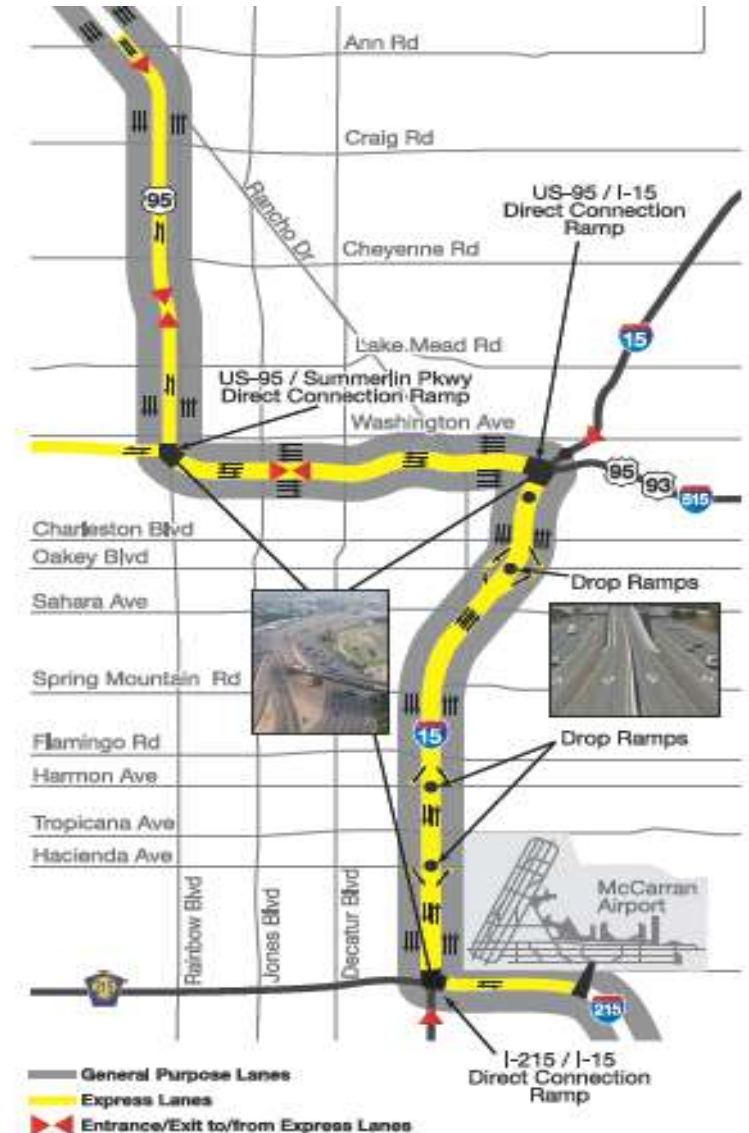 Ann Rd
Craig Rd
Rancho Dr
US-95 / I-15
Direct Connection
Ramp
95
Cheyenne Rd
15
Lake Mead Rd
US-95 / Summerlin Pkwy
Direct Connection Ramp
Washington Ave
95
93
515
Charleston Blvd
Oakey Blvd
Drop Ramps
Sahara Ave
Spring Mountain Rd
15
Drop Ramps
Flamingo Rd
Harmon Ave
Tropicana Ave
Hacienda Ave
McCarran
Airport
Rainbow Blvd
Jones Blvd
Decatur Blvd
215
215
I-215 / I-15
Direct Connection
Ramp
General Purpose Lanes
Express Lanes
Entrance/Exit to/from Express Lanes